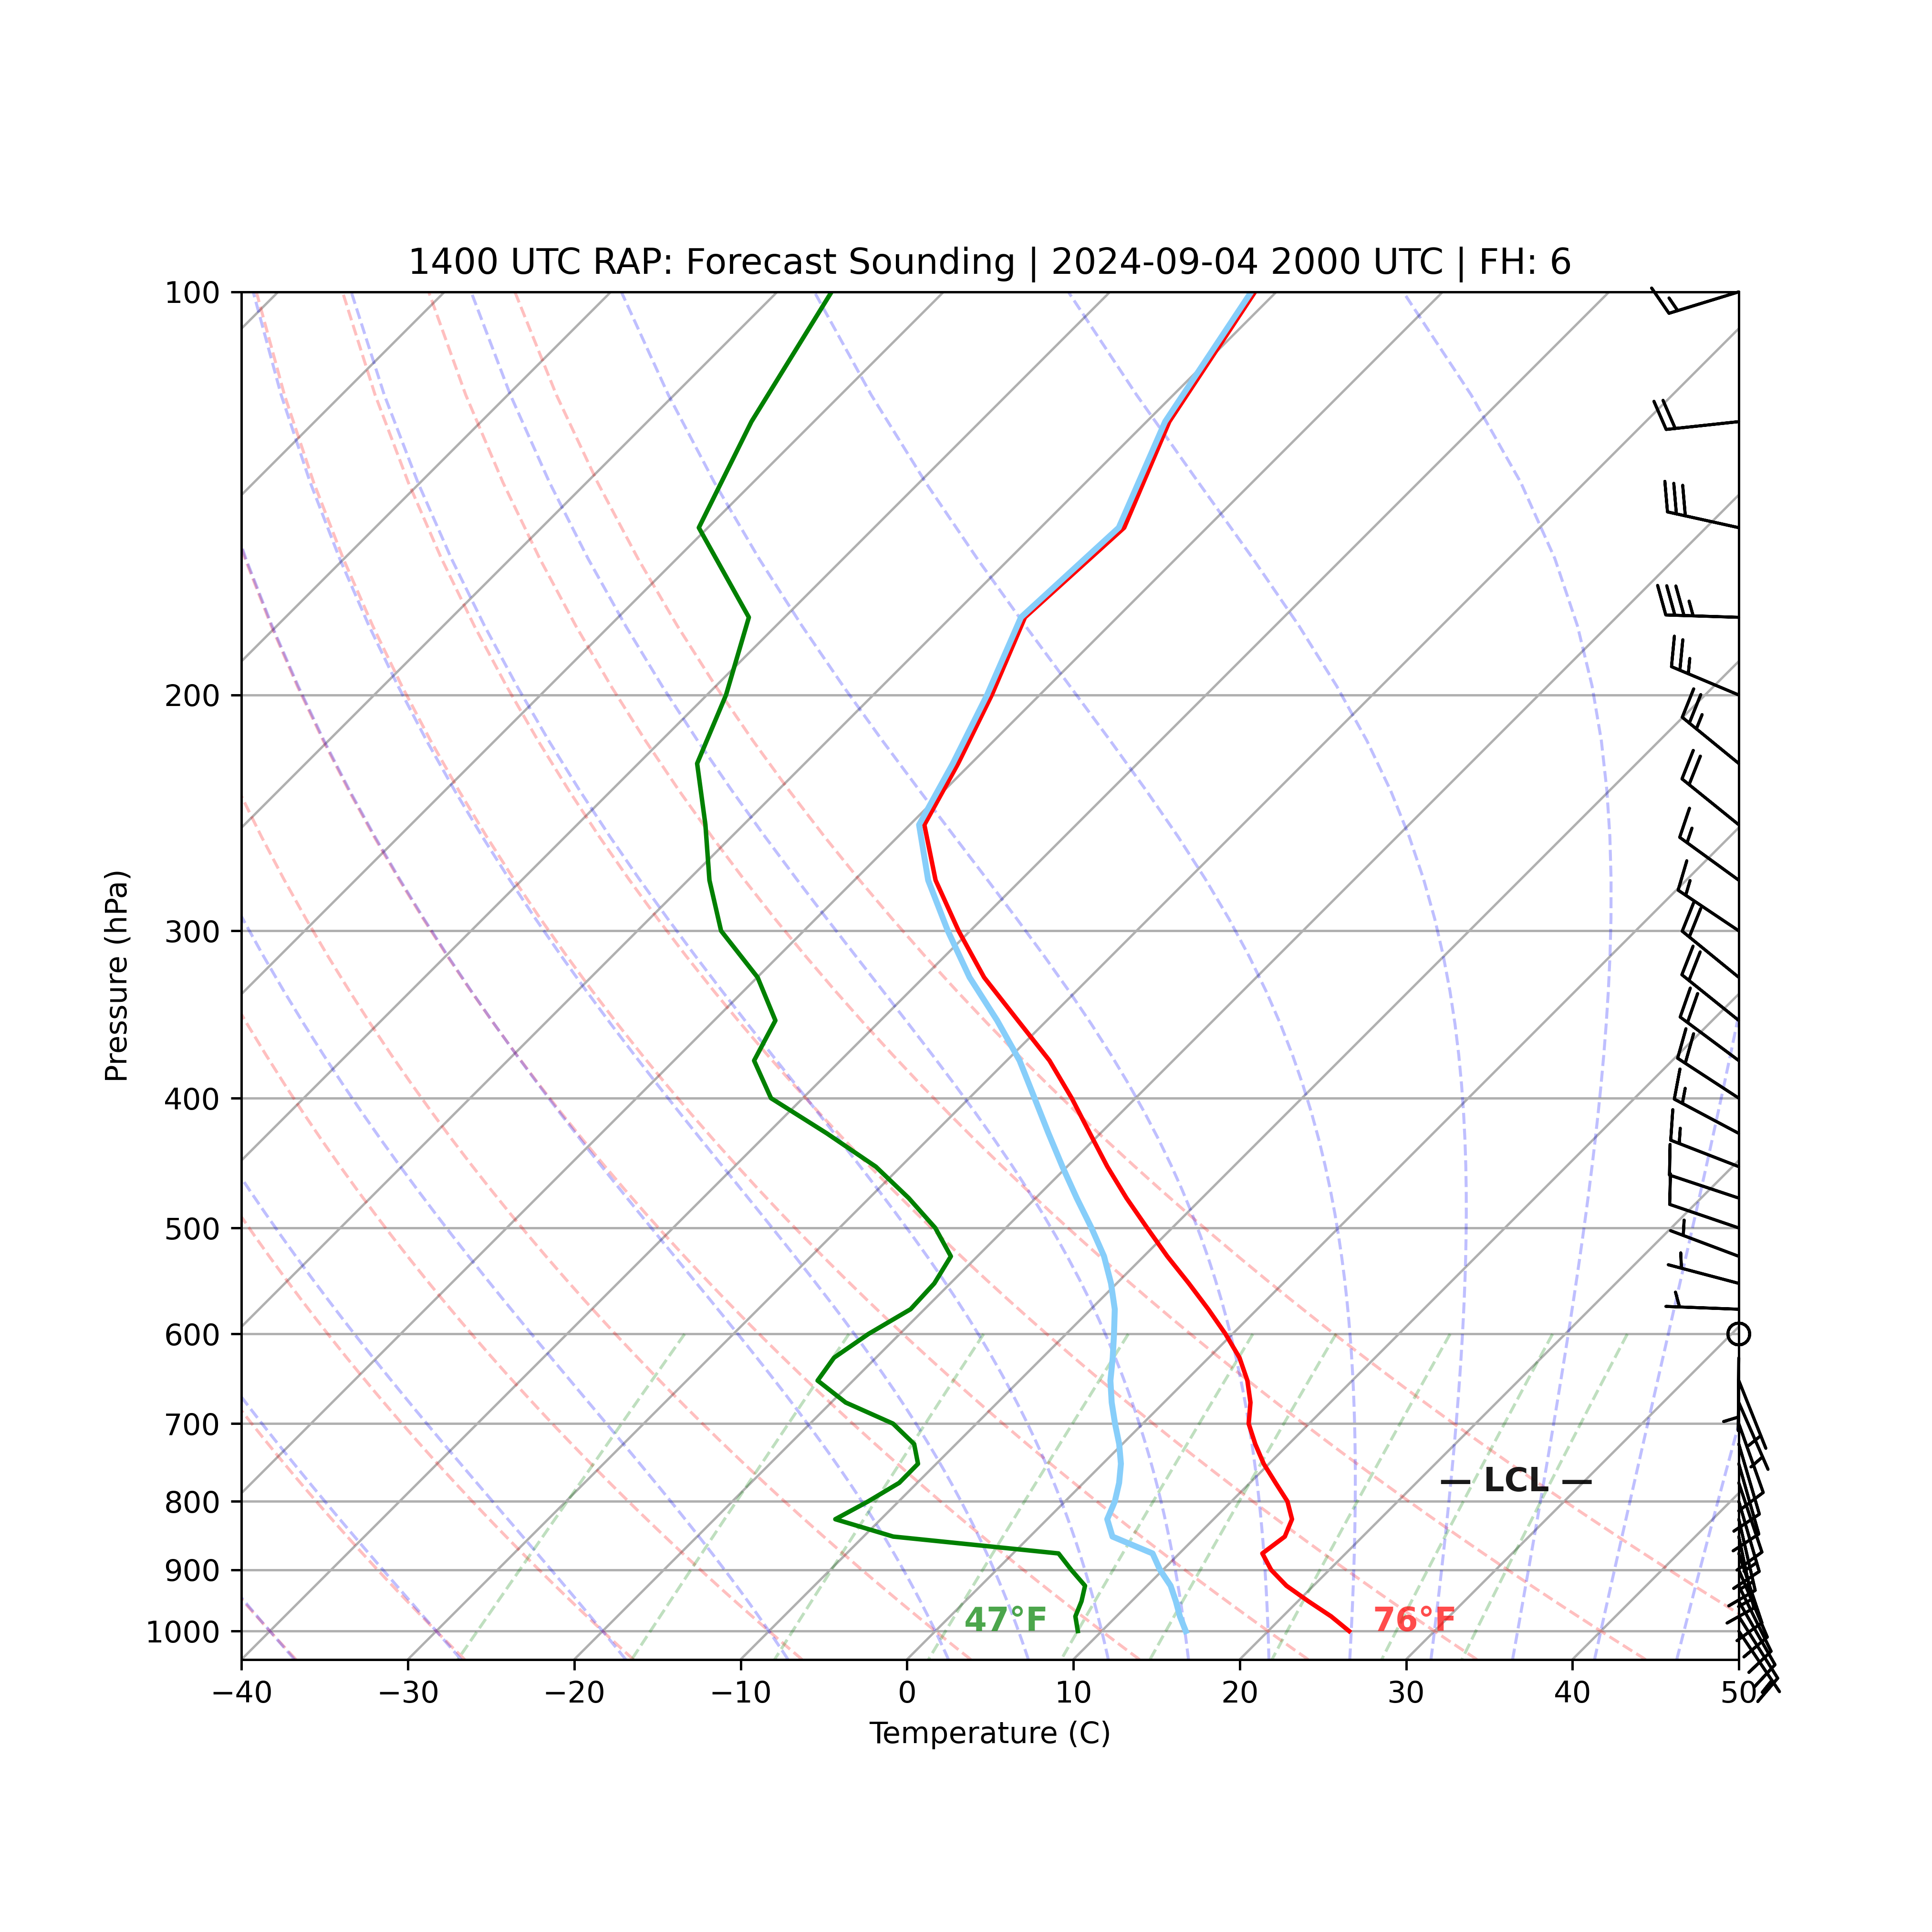 1400 UTC RAP: Forecast Sounding | 2024-09-04 2000 UTC | FH: 6
100
200
300
400
500
600
700
800
900
1000
Pressure (hPa)
— LCL —
47°F
76°F
−40 −30 −20 −10 0 10 20 30 40 50
Temperature (C)